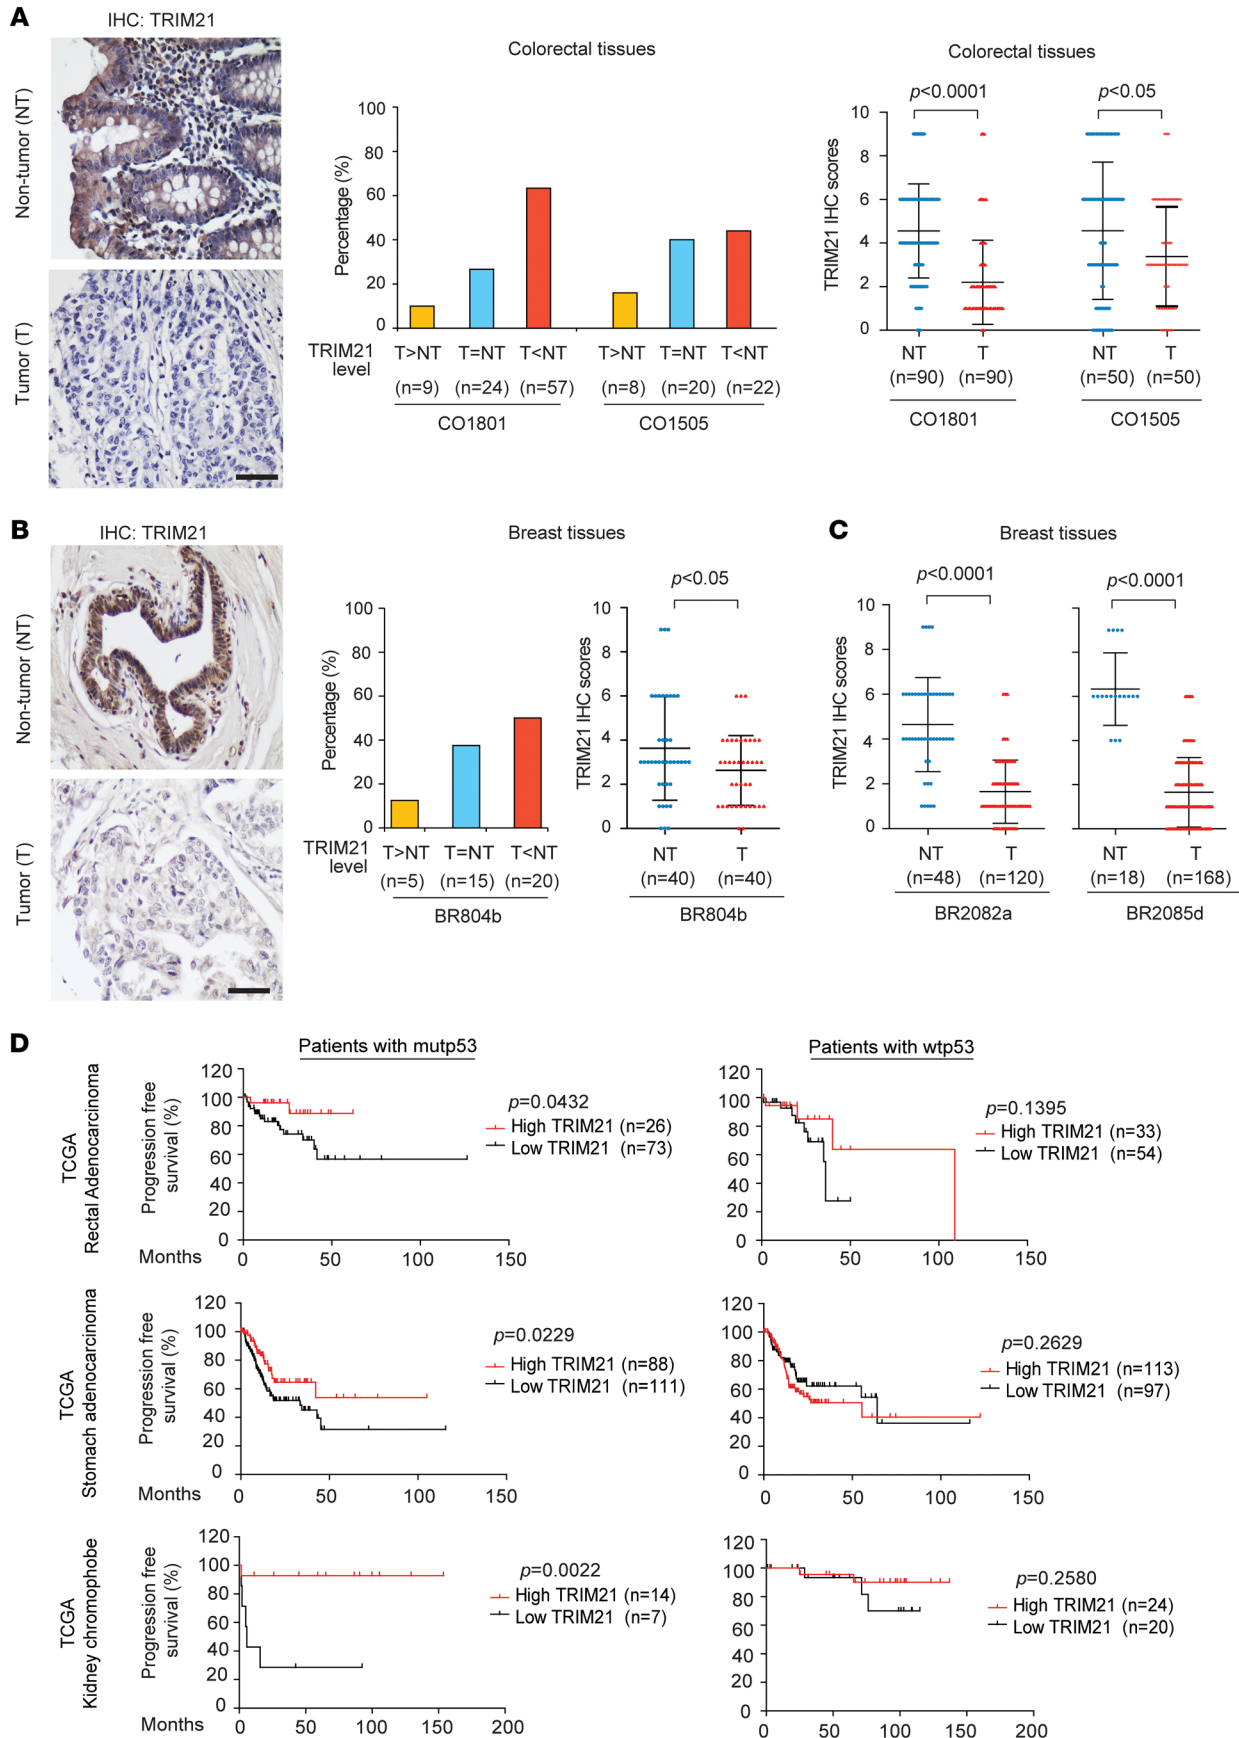 A
IHC: TRIM21
Non-tumor (NT)
Tumor (T)
Colorectal tissues
Percentage (%)
100
80
60
40
20
0
TRIM21 level
T>NT T=NT T<NT T>NT T=NT T<NT
(n=9) (n=24) (n=57) (n=8) (n=20) (n=22)
CO1801 CO1505
Colorectal tissues
p<0.0001 p<0.05
TRIM21 IHC scores
10
8
6
4
2
0
NT T NT T
(n=90) (n=90) (n=50) (n=50)
CO1801 CO1505
B
IHC: TRIM21
Non-tumor (NT)
Tumor (T)
Breast tissues
Percentage (%)
100
80
60
40
20
0
TRIM21 level
T>NT T=NT T<NT
(n=5) (n=15) (n=20)
BR804b
p<0.05
TRIM21 IHC scores
10
8
6
4
2
0
NT T
(n=40) (n=40)
BR804b
C
Breast tissues
p<0.0001 p<0.0001
TRIM21 IHC scores
10
8
6
4
2
0
NT T NT T
(n=48) (n=120) (n=18) (n=168)
BR2082a BR2085d
D
Patients with mutp53
Patients with wtp53
TCGA
Rectal Adenocarcinoma
Progression free
survival (%)
120
100
80
60
40
20
0
Months
0 50 100 150
p=0.0432
High TRIM21 (n=26)
Low TRIM21 (n=73)
120
100
80
60
40
20
0
0 50 100 150
p=0.1395
High TRIM21 (n=33)
Low TRIM21 (n=54)
TCGA
Stomach adenocarcinoma
Progression free
survival (%)
120
100
80
60
40
20
0
Months
0 50 100 150
p=0.0229
High TRIM21 (n=88)
Low TRIM21 (n=111)
120
100
80
60
40
20
0
0 50 100 150
p=0.2629
High TRIM21 (n=113)
Low TRIM21 (n=97)
TCGA
Kidney chromophobe
Progression free
survival (%)
120
100
80
60
40
20
0
Months
0 50 100 150 200
p=0.0022
High TRIM21 (n=14)
Low TRIM21 (n=7)
120
100
80
60
40
20
0
0 50 100 150 200
p=0.2580
High TRIM21 (n=24)
Low TRIM21 (n=20)